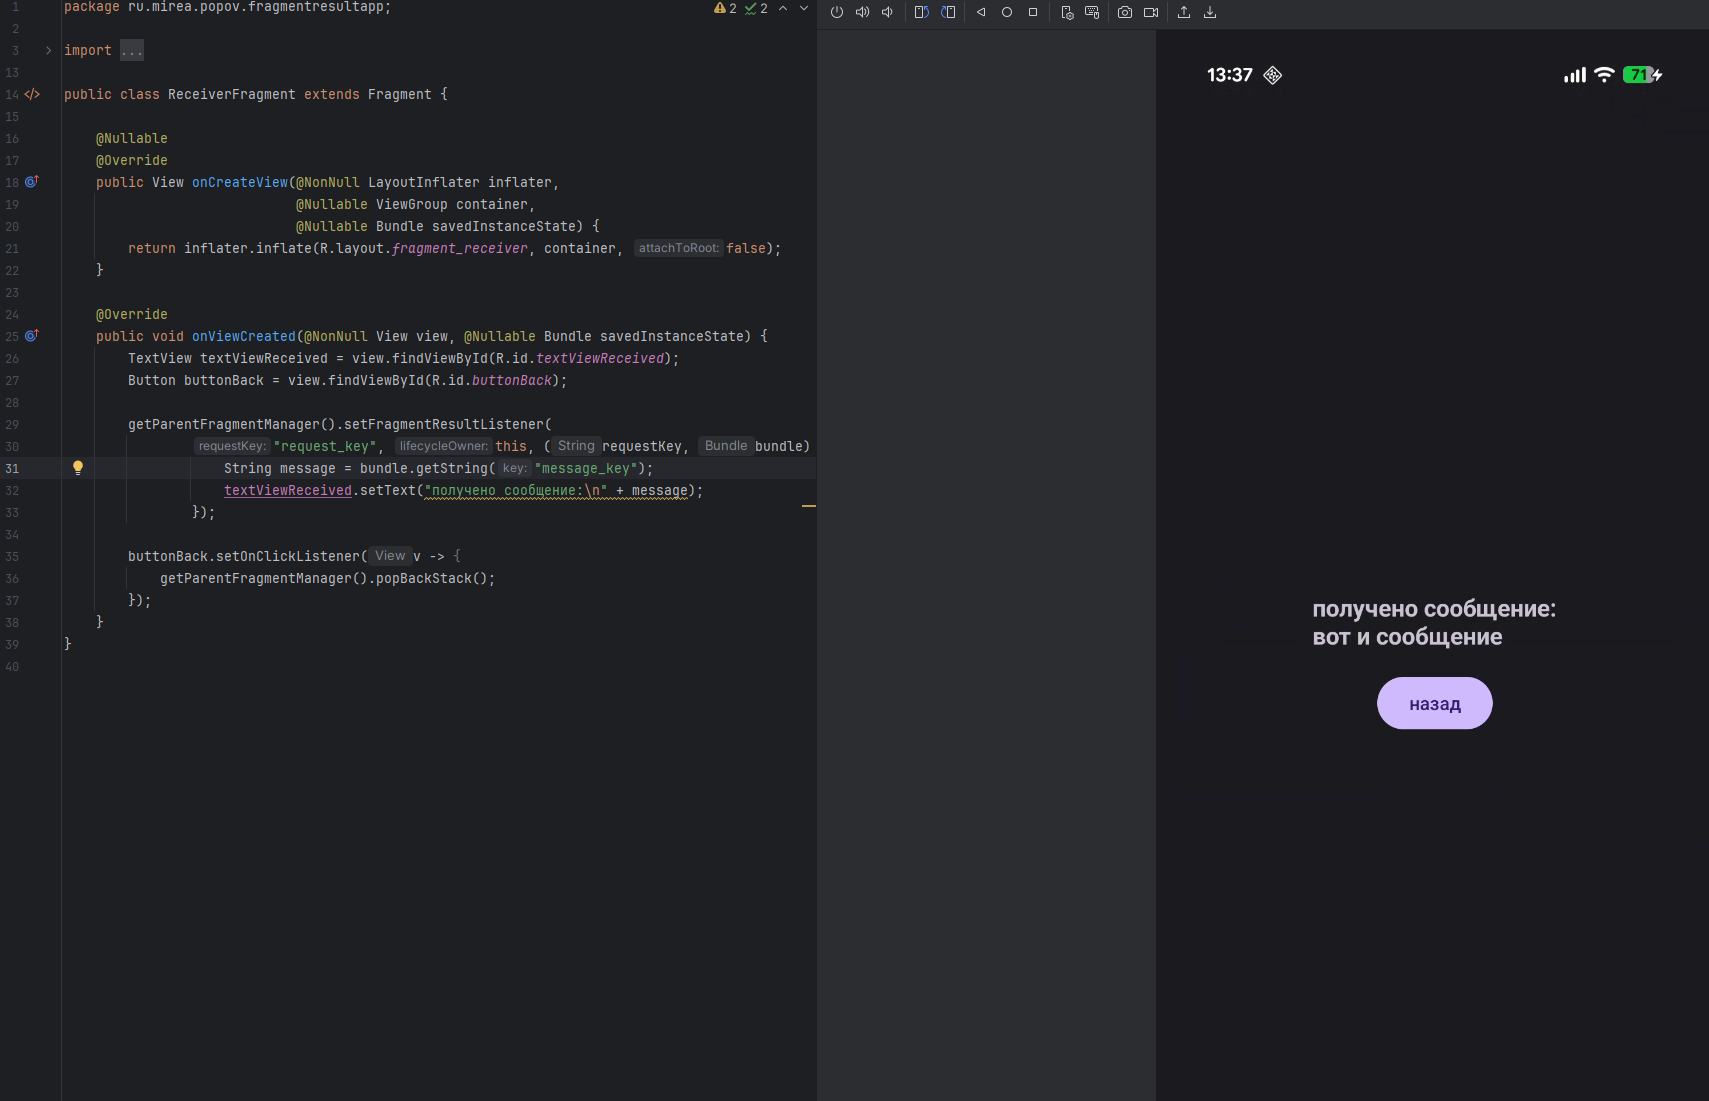 1 package ru.mirea.popov.fragmentresultapp;
2 2
2
3 import ...
13
14 public class ReceiverFragment extends Fragment {
15
16 @Nullable
17 @Override
18 public View onCreateView(@NonNull LayoutInflater inflater,
19 @Nullable ViewGroup container,
20 @Nullable Bundle savedInstanceState) {
21 return inflater.inflate(R.layout.fragment_receiver, container, attachToRoot: false);
22 }
23
24 @Override
25 public void onViewCreated(@NonNull View view, @Nullable Bundle savedInstanceState) {
26 TextView textViewReceived = view.findViewById(R.id.textViewReceived);
27 Button buttonBack = view.findViewById(R.id.buttonBack);
28
29 getParentFragmentManager().setFragmentResultListener(
30 requestKey: "request_key", lifecycleOwner: this, (String requestKey, Bundle bundle)
31 String message = bundle.getString(key: "message_key");
32 textViewReceived.setText("получено сообщение:\n" + message);
33 });
34
35 buttonBack.setOnClickListener(View v -> {
36 getParentFragmentManager().popBackStack();
37 });
38 }
39 }
40
13:37
71
получено сообщение:
вот и сообщение
назад